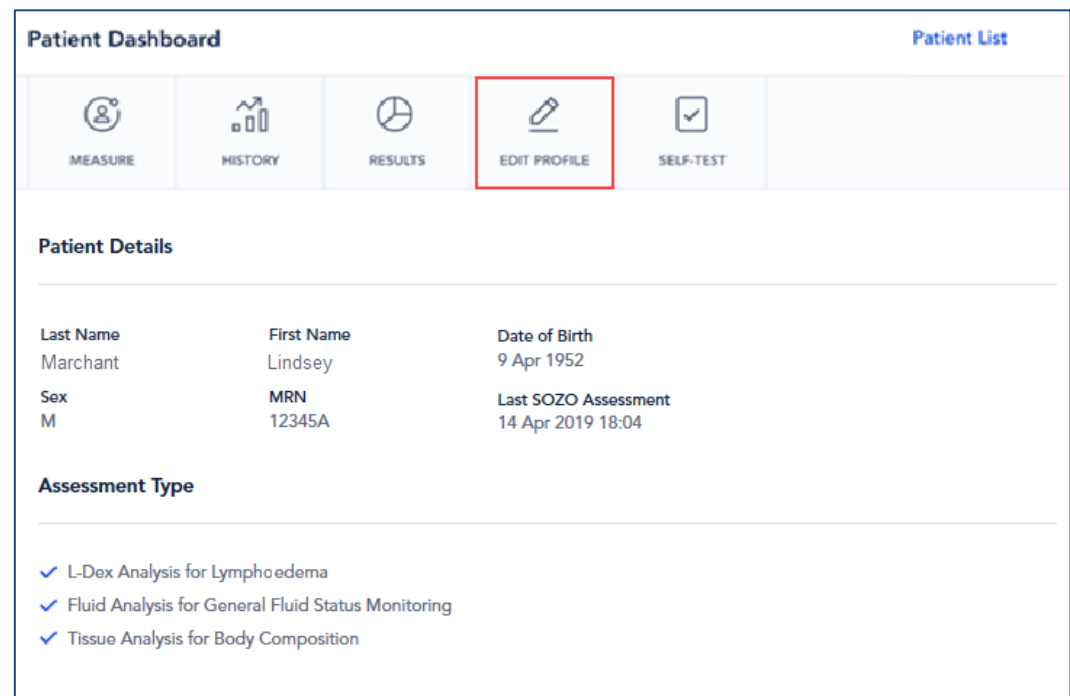 Patient Dashboard Patient List
MEASURE HISTORY RESULTS EDIT PROFILE SELF-TEST
Patient Details
Last Name First Name Date of Birth
Marchant Lindsey 9 Apr 1952
Sex MRN Last SOZO Assessment
M 12345A 14 Apr 2019 18:04
Assessment Type
L-Dex Analysis for Lymphoedema
Fluid Analysis for General Fluid Status Monitoring
Tissue Analysis for Body Composition